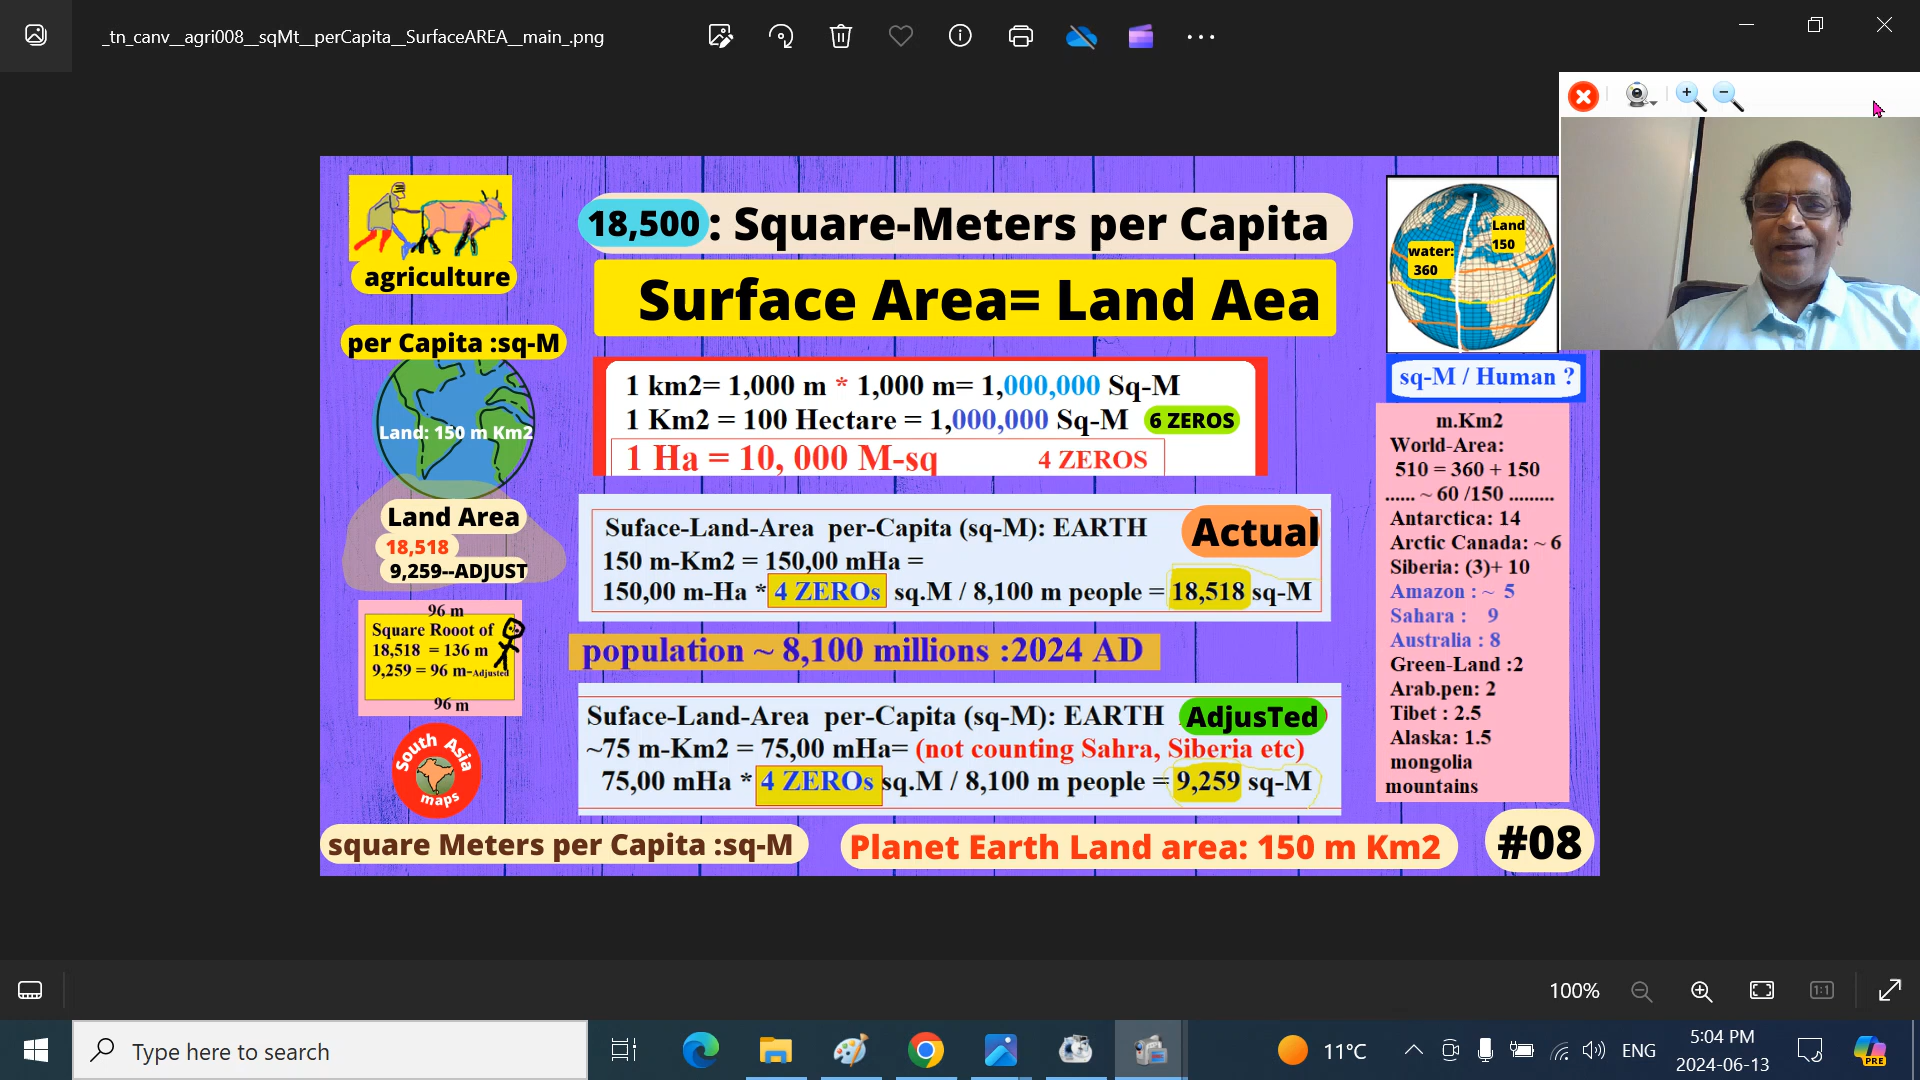 _tn_canv__agri008__sqMt__perCapita__SurfaceAREA__main_.png
agriculture
18,500 : Square-Meters per Capita
Surface Area= Land Aea
Land
150
water:
360
per Capita :sq-M
Land: 150 m Km2
1 km2= 1,000 m * 1,000 m= 1,000,000 Sq-M
1 Km2 = 100 Hectare = 1,000,000 Sq-M 6 ZEROS
1 Ha = 10, 000 M-sq 4 ZEROS
sq-M / Human ?
Land Area
18,518
9,259--ADJUST
Suface-Land-Area per-Capita (sq-M): EARTH Actual
150 m-Km2 = 150,00 mHa =
150,00 m-Ha * 4 ZEROs sq.M / 8,100 m people = 18,518 sq-M
96 m
Square Rooot of
18,518 = 136 m
9,259 = 96 m-Adjusted
96 m
population ~ 8,100 millions :2024 AD
Suface-Land-Area per-Capita (sq-M): EARTH AdjusTed
~75 m-Km2 = 75,00 mHa= (not counting Sahra, Siberia etc)
75,00 mHa * 4 ZEROs sq.M / 8,100 m people = 9,259 sq-M
m.Km2
World-Area:
510 = 360 + 150
...... ~ 60 /150 .........
Antarctica: 14
Arctic Canada: ~ 6
Siberia: (3)+ 10
Amazon : ~ 5
Sahara : 9
Australia : 8
Green-Land :2
Arab.pen: 2
Tibet : 2.5
Alaska: 1.5
mongolia
mountains
South Asia
maps
square Meters per Capita :sq-M
Planet Earth Land area: 150 m Km2
#08
100%
1:1
Type here to search
11°C
ENG
5:04 PM
2024-06-13
PRE